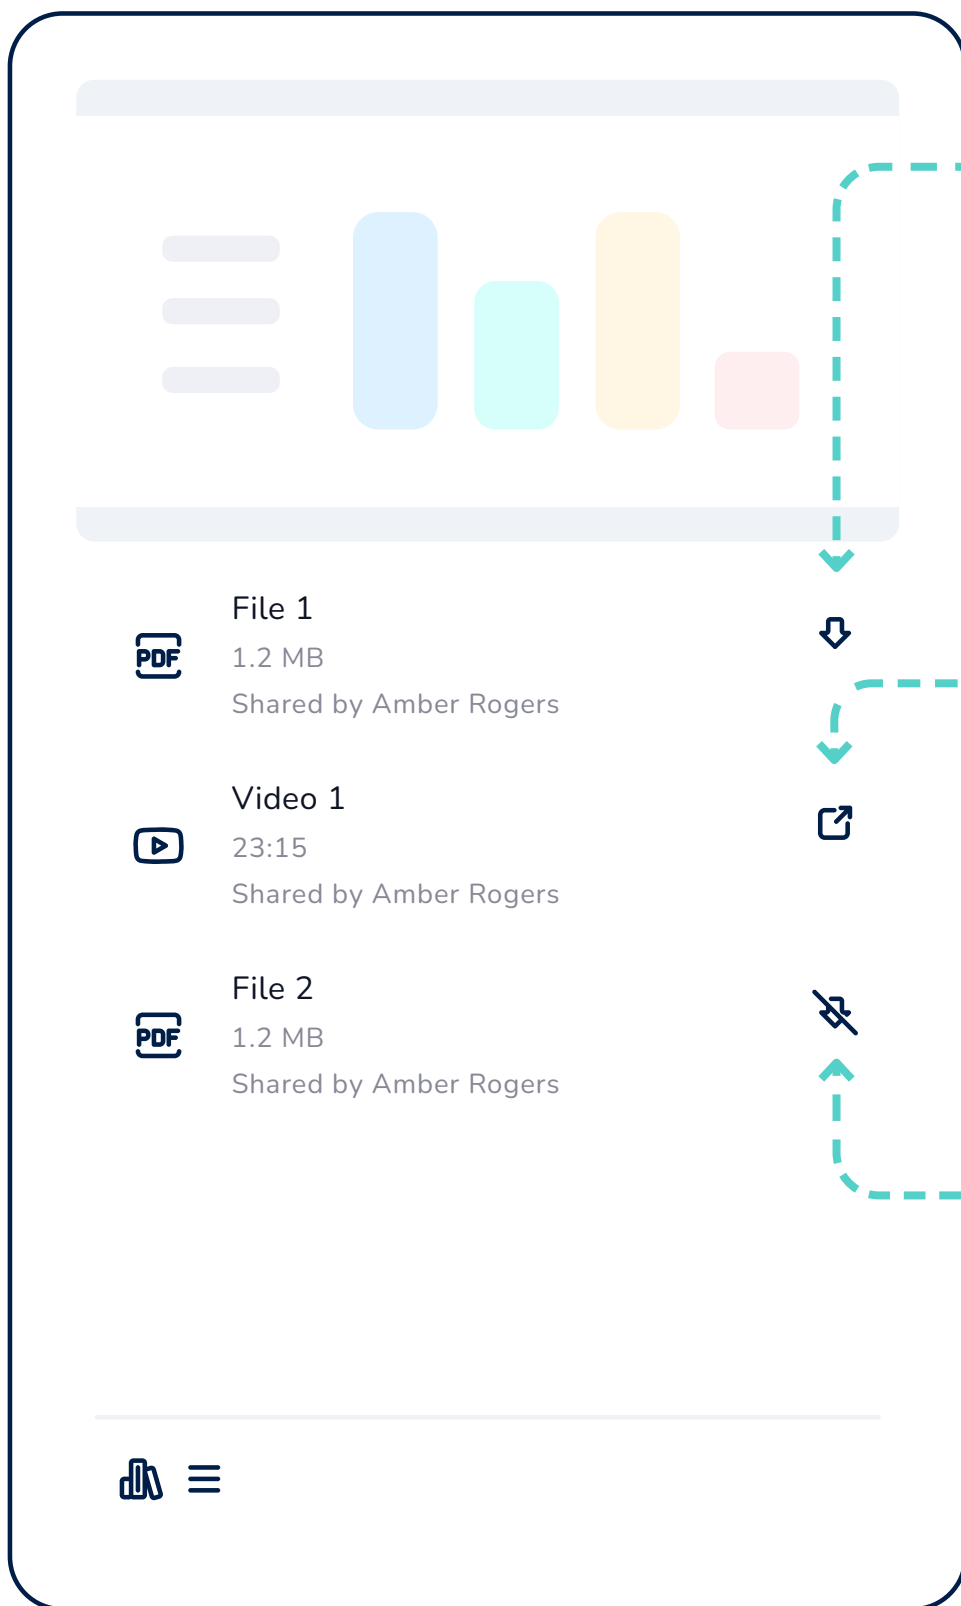 File 1
1.2 MB
PDF
Shared by Amber Rogers
Video 1
23:15
Shared by Amber Rogers
File 2
1.2 MB
PDF
Shared by Amber Rogers